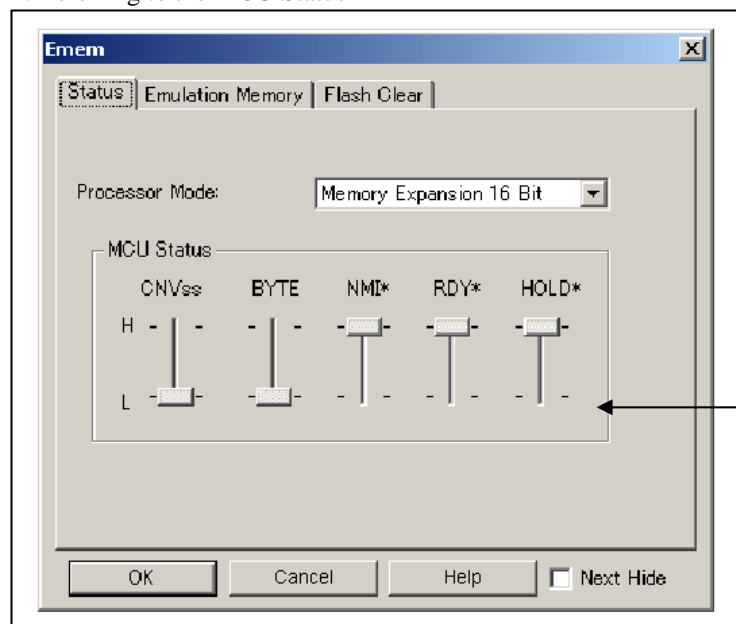 Emem
Status Emulation Memory Flash Clear
Processor Mode: Memory Expansion 16 Bit
MCU Status
CNVss BYTE NMI* RDY* HOLD*
H
L
OK Cancel Help Next Hide